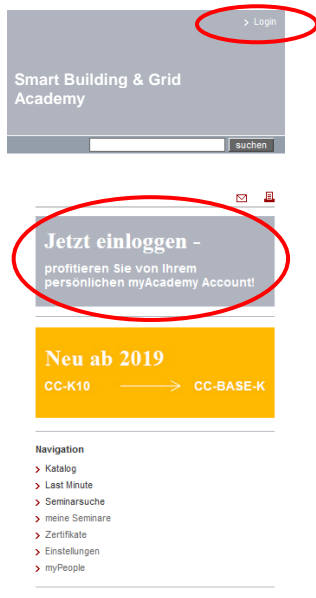 Login
Smart Building & Grid
Academy
suchen
Jetzt einloggen -
profitieren Sie von Ihrem
persönlichen myAcademy Account!
Neu ab 2019
CC-K10 → CC-BASE-K
Navigation
Katalog
Last Minute
Seminarsuche
meine Seminare
Zertifikate
Einstellungen
myPeople